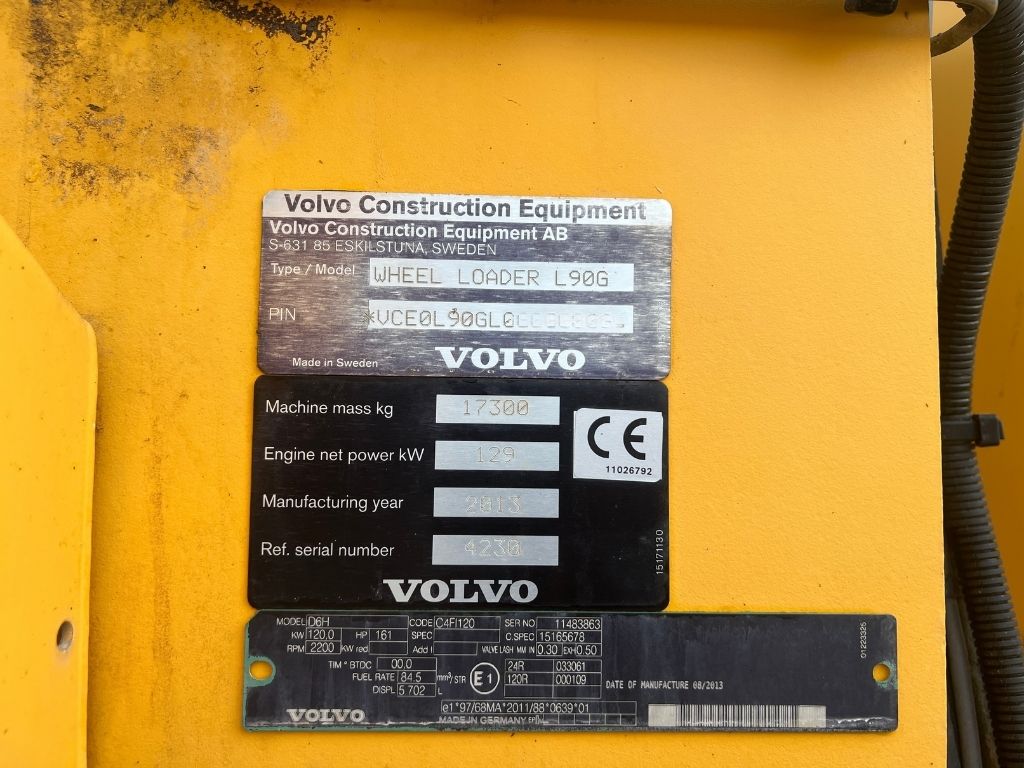 Volvo Construction Equipment
Volvo Construction Equipment AB
S-631 85 ESKILSTUNA, SWEDEN
Type / Model WHEEL LOADER L90G
PIN
Made in Sweden VOLVO
Machine mass kg 17300
Engine net power kW 129
CE
11026792
Manufacturing year 2013
Ref. serial number 4230
15171130
VOLVO
MODEL D6H CODE C4FI120 SER NO 11483863
KW 120,0 HP 161 SPEC C.SPEC 15165678
RPM 2200 KW red Add I VALVE LASH MM IN 0.30 EXH 0.50
TIM ° BTDC 00,0 24R 033061
FUEL RATE 84,5 mm³/STR E1 120R 000109
DISPL 5 702 L
DATE OF MANUFACTURE 08/2013
e1*97/68MA*2011/88*0639*01
VOLVO MADE IN GERMANY
01223325